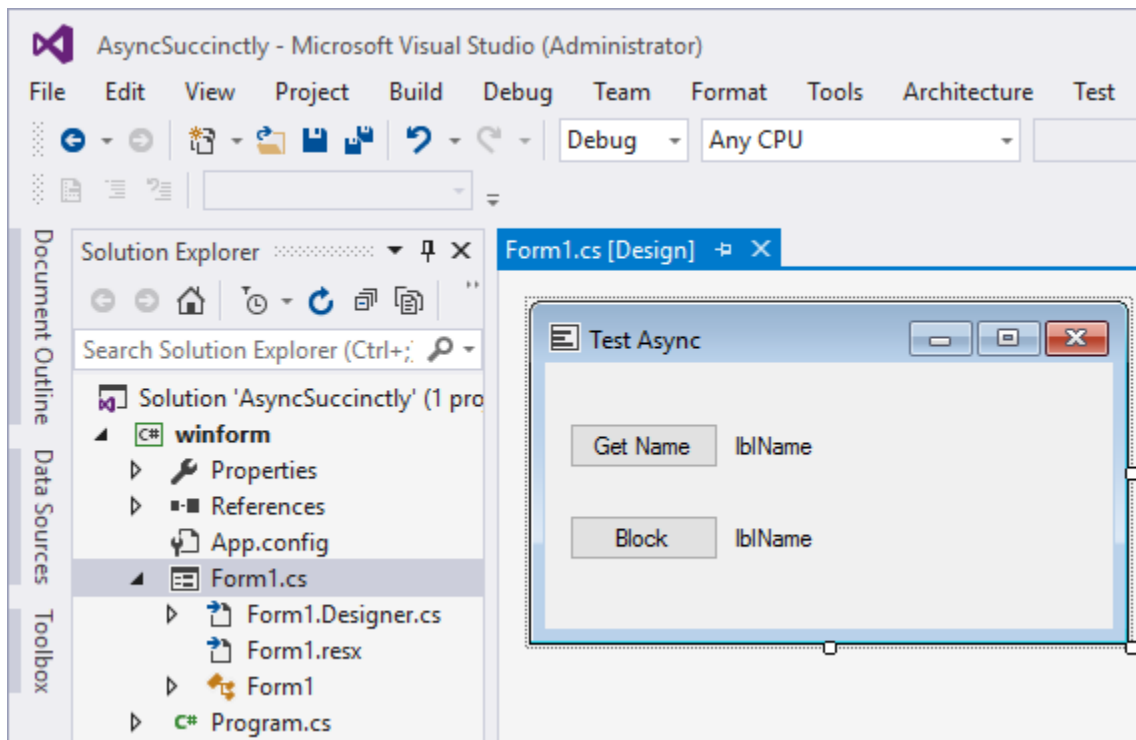 AsyncSuccinctly - Microsoft Visual Studio (Administrator)
File Edit View Project Build Debug Team Format Tools Architecture Test
Debug Any CPU
Document Outline
Data Sources
Toolbox
Solution Explorer
Search Solution Explorer (Ctrl+;
Solution 'AsyncSuccinctly' (1 pro
C# winform
Properties
References
App.config
Form1.cs
Form1.Designer.cs
Form1.resx
Form1
C# Program.cs
Form1.cs [Design]
Test Async
Get Name lblName
Block lblName